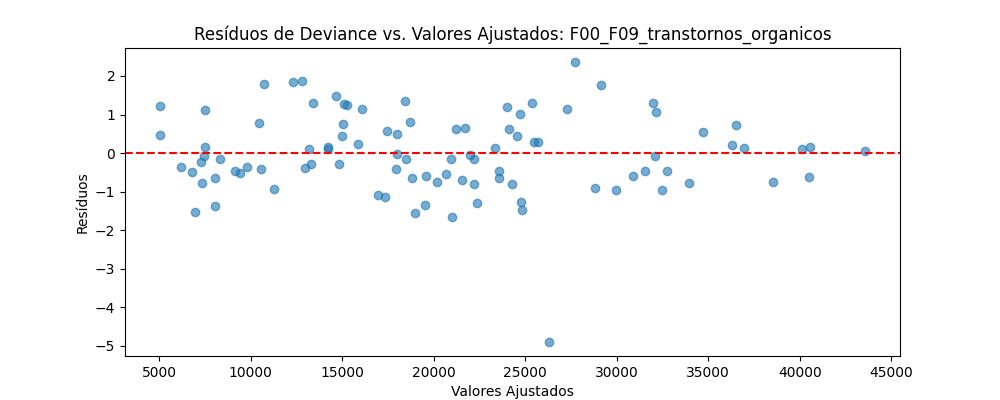 Resíduos de Deviance vs. Valores Ajustados: F00_F09_transtornos_organicos
Resíduos
2
1
0
−1
−2
−3
−4
−5
5000 10000 15000 20000 25000 30000 35000 40000 45000
Valores Ajustados